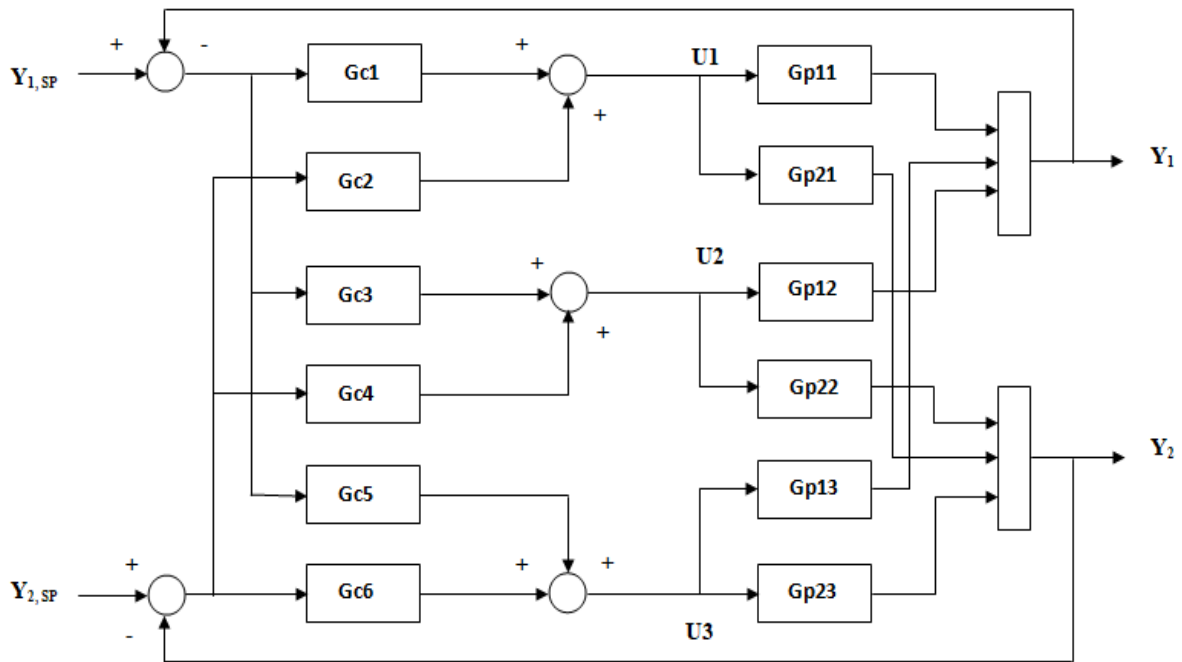 + - + U1
Y1, SP Gc1 Gp11
+
Gc2 Gp21 Y1
+ U2
Gc3 Gp12
+
Gc4 Gp22
Y2
Gc5 Gp13
+ + +
Y2, SP Gc6 Gp23
- U3